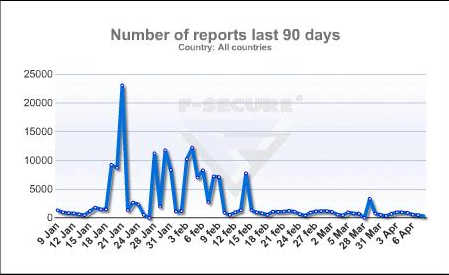 Number of reports last 90 days
Country: All countries
25000
F-SECURE®
20000
15000
10000
5000
0
9 Jan
12 Jan
15 Jan
18 Jan
21 Jan
24 Jan
28 Jan
31 Jan
3 feb
6 feb
9 feb
12 feb
15 feb
18 feb
21 feb
24 feb
27 feb
2 Mar
5 Mar
28 Mar
31 Mar
3 Apr
6 Apr